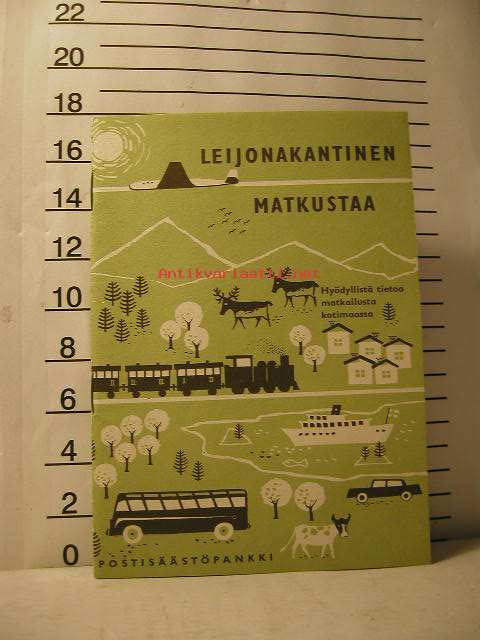 22
20
18
16
14
12
10
8
6
4
2
0
LEIJONAKANTINEN
MATKUSTAA
Antikvariaatti.net
Hyödyllistä tietoa
matkailusta
kotimaassa
POSTISÄÄSTÖPANKKI